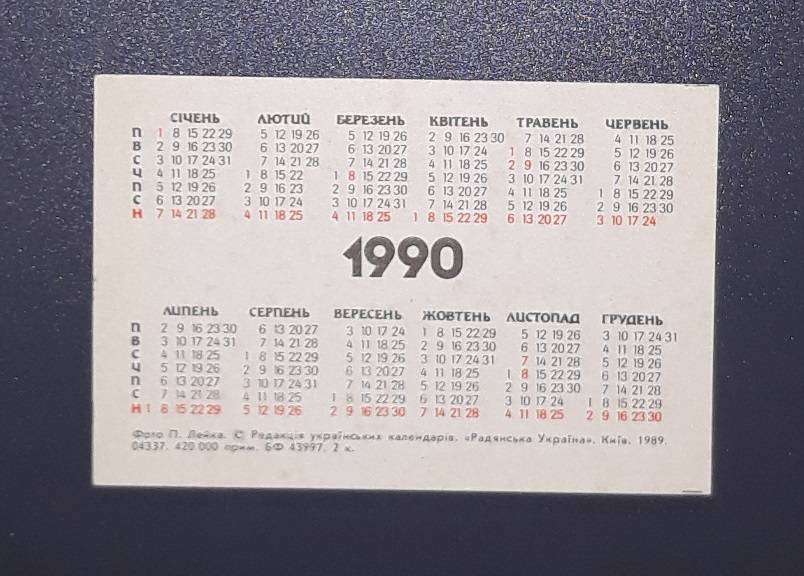 СІЧЕНЬ ЛЮТИЙ БЕРЕЗЕНЬ КВІТЕНЬ ТРАВЕНЬ ЧЕРВЕНЬ
П 1 8 15 22 29 5 12 19 26 5 12 19 26 2 9 16 23 30 7 14 21 28 4 11 18 25
В 2 9 16 23 30 6 13 20 27 6 13 20 27 3 10 17 24 1 8 15 22 29 5 12 19 26
С 3 10 17 24 31 7 14 21 28 7 14 21 28 4 11 18 25 2 9 16 23 30 6 13 20 27
Ч 4 11 18 25 1 8 15 22 1 8 15 22 29 5 12 19 26 3 10 17 24 31 7 14 21 28
П 5 12 19 26 2 9 16 23 2 9 16 23 30 6 13 20 27 4 11 18 25 1 8 15 22 29
С 6 13 20 27 3 10 17 24 3 10 17 24 31 7 14 21 28 5 12 19 26 2 9 16 23 30
Н 7 14 21 28 4 11 18 25 4 11 18 25 1 8 15 22 29 6 13 20 27 3 10 17 24
1990
ЛИПЕНЬ СЕРПЕНЬ ВЕРЕСЕНЬ ЖОВТЕНЬ ЛИСТОПАД ГРУДЕНЬ
П 2 9 16 23 30 6 13 20 27 3 10 17 24 1 8 15 22 29 5 12 19 26 3 10 17 24 31
В 3 10 17 24 31 7 14 21 28 4 11 18 25 2 9 16 23 30 6 13 20 27 4 11 18 25
С 4 11 18 25 1 8 15 22 29 5 12 19 26 3 10 17 24 31 7 14 21 28 5 12 19 26
Ч 5 12 19 26 2 9 16 23 30 6 13 20 27 4 11 18 25 1 8 15 22 29 6 13 20 27
П 6 13 20 27 3 10 17 24 31 7 14 21 28 5 12 19 26 2 9 16 23 30 7 14 21 28
С 7 14 21 28 4 11 18 25 1 8 15 22 29 6 13 20 27 3 10 17 24 1 8 15 22 29
Н 1 8 15 22 29 5 12 19 26 2 9 16 23 30 7 14 21 28 4 11 18 25 2 9 16 23 30
Фото П. Лейка. © Редакція українських календарів. «Радянська Україна». Київ. 1989.
04337. 420 000 прим. БФ 43997. 2 к.